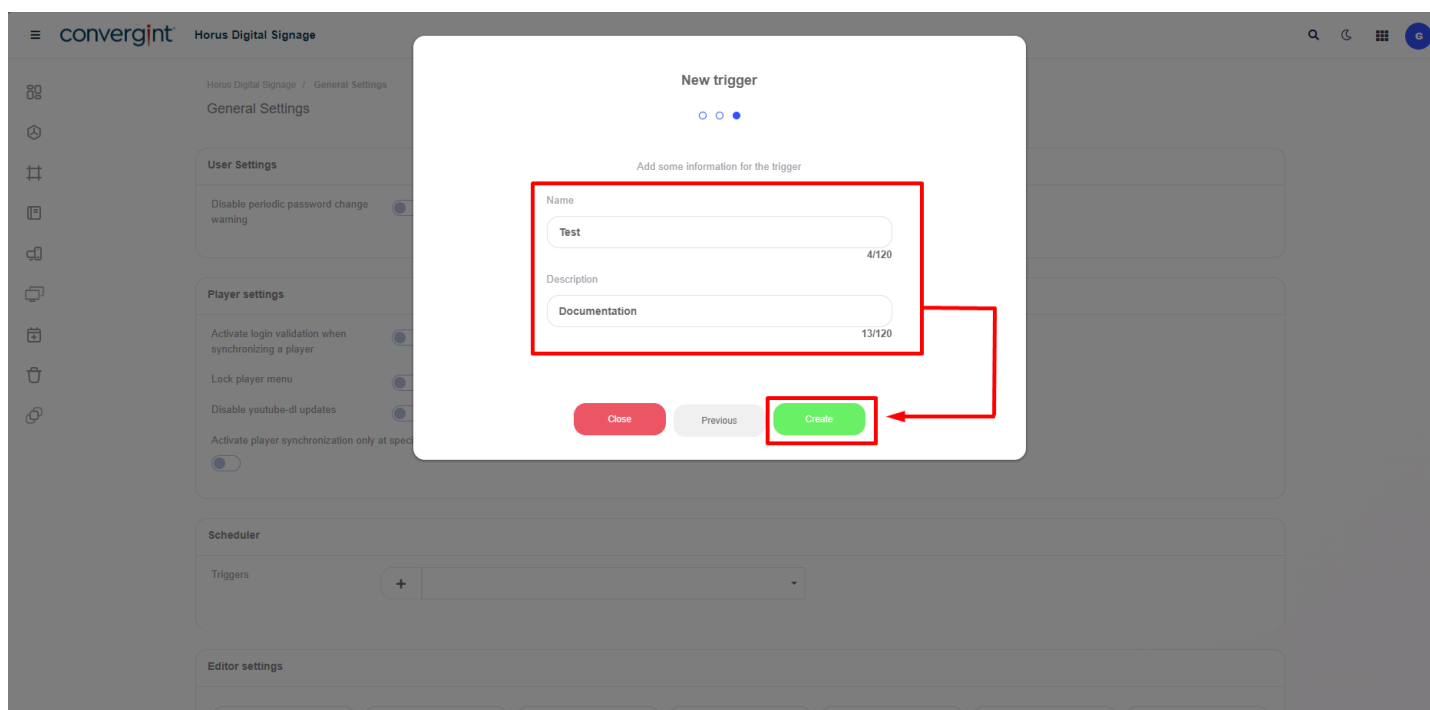 convergint
Horus Digital Signage
G
Horus Digital Signage / General Settings
General Settings
User Settings
Disable periodic password change
warning
Player settings
Activate login validation when
synchronizing a player
Lock player menu
Disable youtube-dl updates
Activate player synchronization only at speci
Scheduler
Triggers
+
Editor settings
New trigger
Add some information for the trigger
Name
Test
4/120
Description
Documentation
13/120
Close Previous Create